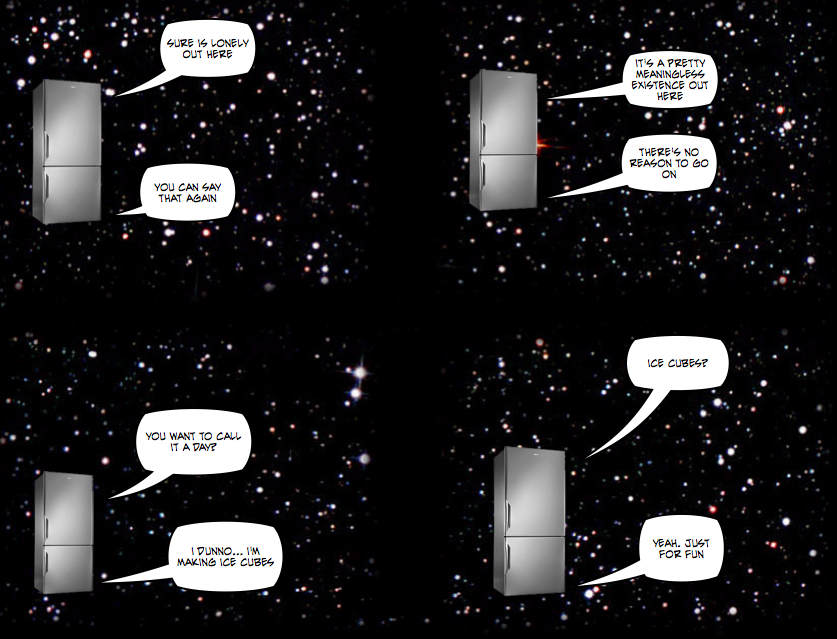 SURE IS LONELY
OUT HERE
YOU CAN SAY
THAT AGAIN
IT'S A PRETTY
MEANINGLESS
EXISTENCE OUT
HERE
THERE'S NO
REASON TO GO
ON
YOU WANT TO CALL
IT A DAY?
I DUNNO... I'M
MAKING ICE CUBES
ICE CUBES?
YEAH. JUST
FOR FUN